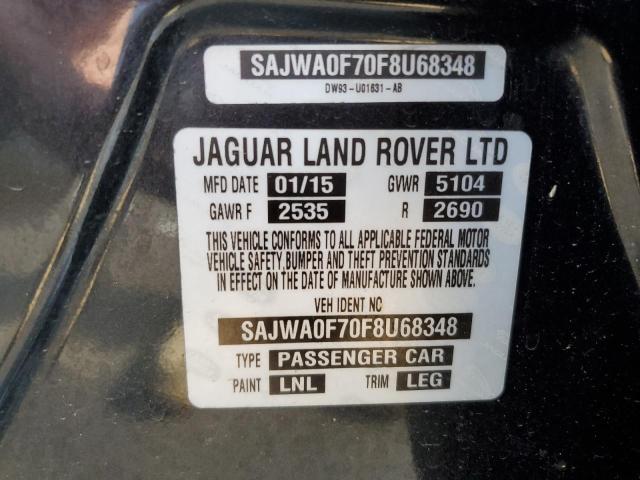 SAJWA0F70F8U68348
DW93-U01631-AB
JAGUAR LAND ROVER LTD
MFD DATE 01/15 GVWR 5104
GAWR F 2535 R 2690
THIS VEHICLE CONFORMS TO ALL APPLICABLE FEDERAL MOTOR
VEHICLE SAFETY, BUMPER AND THEFT PREVENTION STANDARDS
IN EFFECT ON THE DATE OF MANUFACTURE SHOWN ABOVE.
VEH IDENT NO
SAJWA0F70F8U68348
TYPE PASSENGER CAR
PAINT LNL TRIM LEG